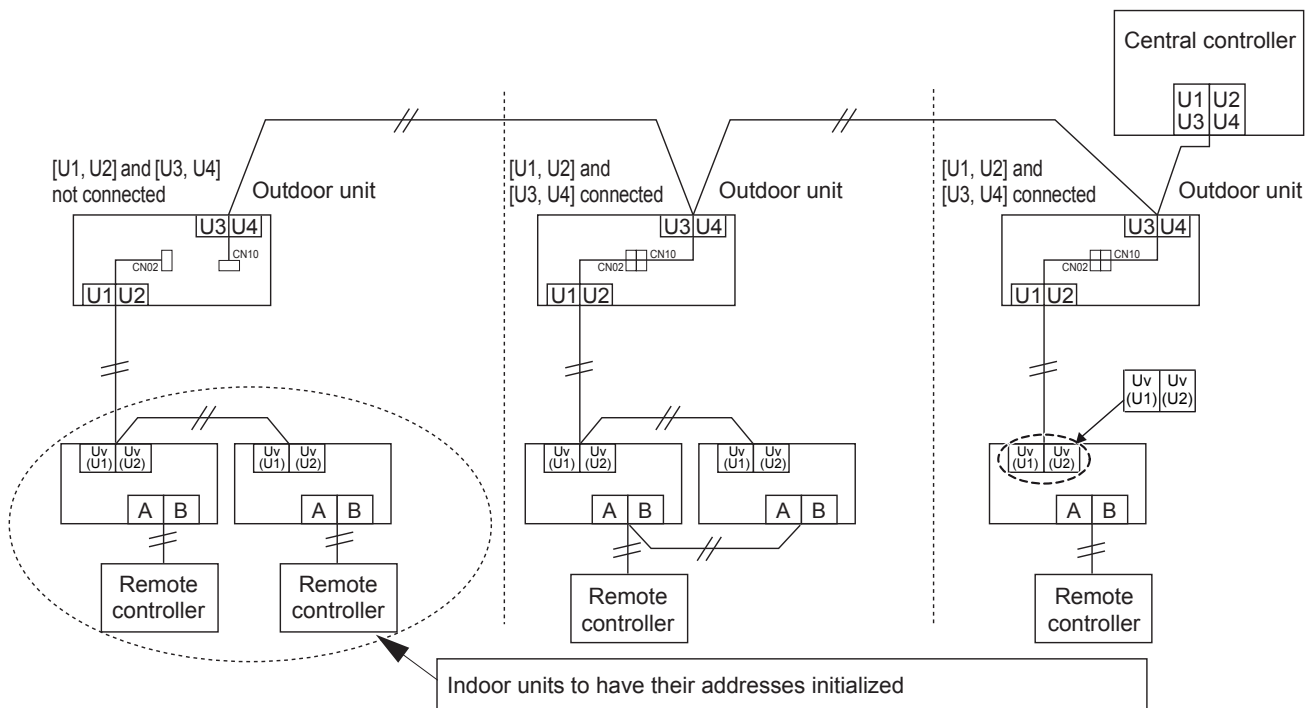 Central controller
U1 U2
U3 U4
[U1, U2] and [U3, U4]
not connected
Outdoor unit
[U1, U2] and
[U3, U4] connected
Outdoor unit
[U1, U2] and
[U3, U4] connected
Outdoor unit
U3 U4
U3 U4
U3 U4
CN02
CN10
CN02
CN10
CN02
CN10
U1 U2
U1 U2
U1 U2
Uv Uv
(U1) (U2)
Uv Uv
(U1) (U2)
Uv Uv
(U1) (U2)
Uv Uv
(U1) (U2)
Uv Uv
(U1) (U2)
Uv Uv
(U1) (U2)
A B
A B
A B
A B
A B
Remote
controller
Remote
controller
Remote
controller
Remote
controller
Indoor units to have their addresses initialized